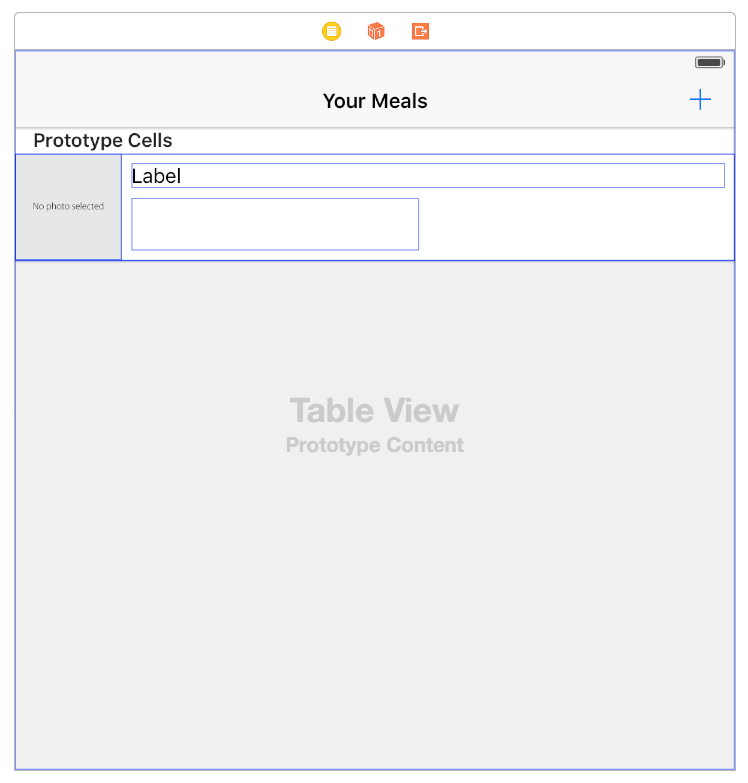 Your Meals
Prototype Cells
Label
No photo selected
Table View
Prototype Content